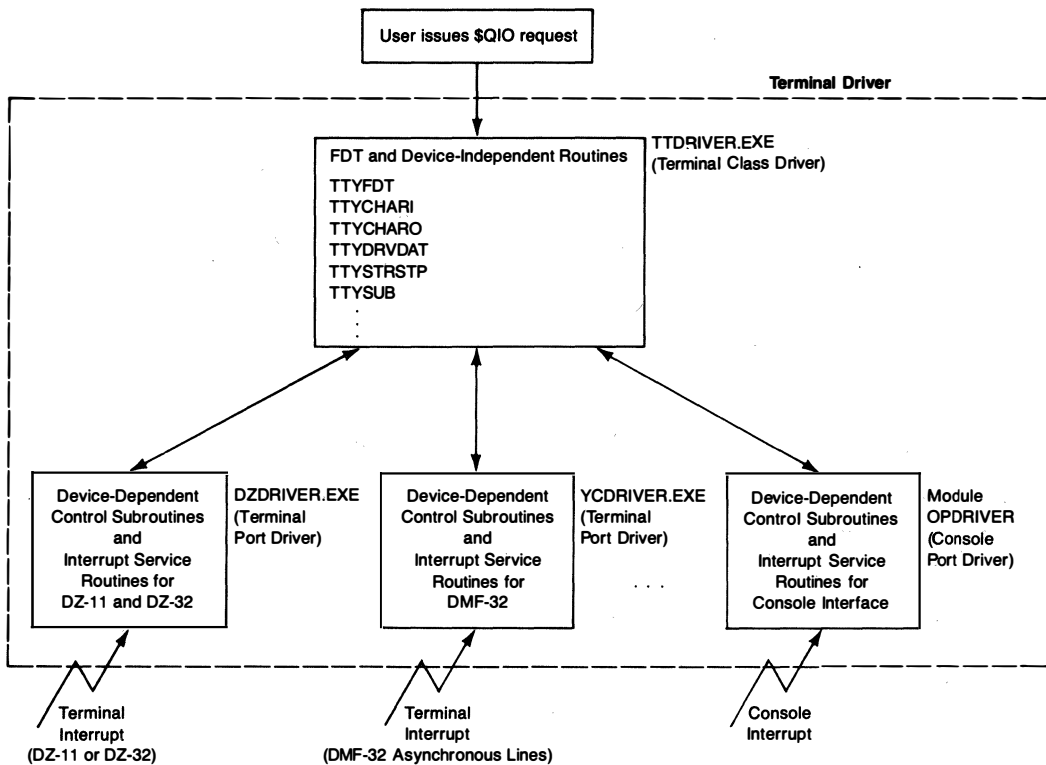 User issues $QIO request
Terminal Driver
FDT and Device-Independent Routines
TTYFDT
TTYCHARI
TTYCHARO
TTYDRVDAT
TTYSTRSTP
TTYSUB
.
.
.
TTDRIVER.EXE
(Terminal Class Driver)
Device-Dependent
Control Subroutines
and
Interrupt Service
Routines for
DZ-11 and DZ-32
DZDRIVER.EXE
(Terminal
Port Driver)
Device-Dependent
Control Subroutines
and
Interrupt Service
Routines for
DMF-32
YCDRIVER.EXE
(Terminal
Port Driver)
. . .
Device-Dependent
Control Subroutines
and
Interrupt Service
Routines for
Console Interface
Module
OPDRIVER
(Console
Port Driver)
Terminal
Interrupt
(DZ-11 or DZ-32)
Terminal
Interrupt
(DMF-32 Asynchronous Lines)
Console
Interrupt